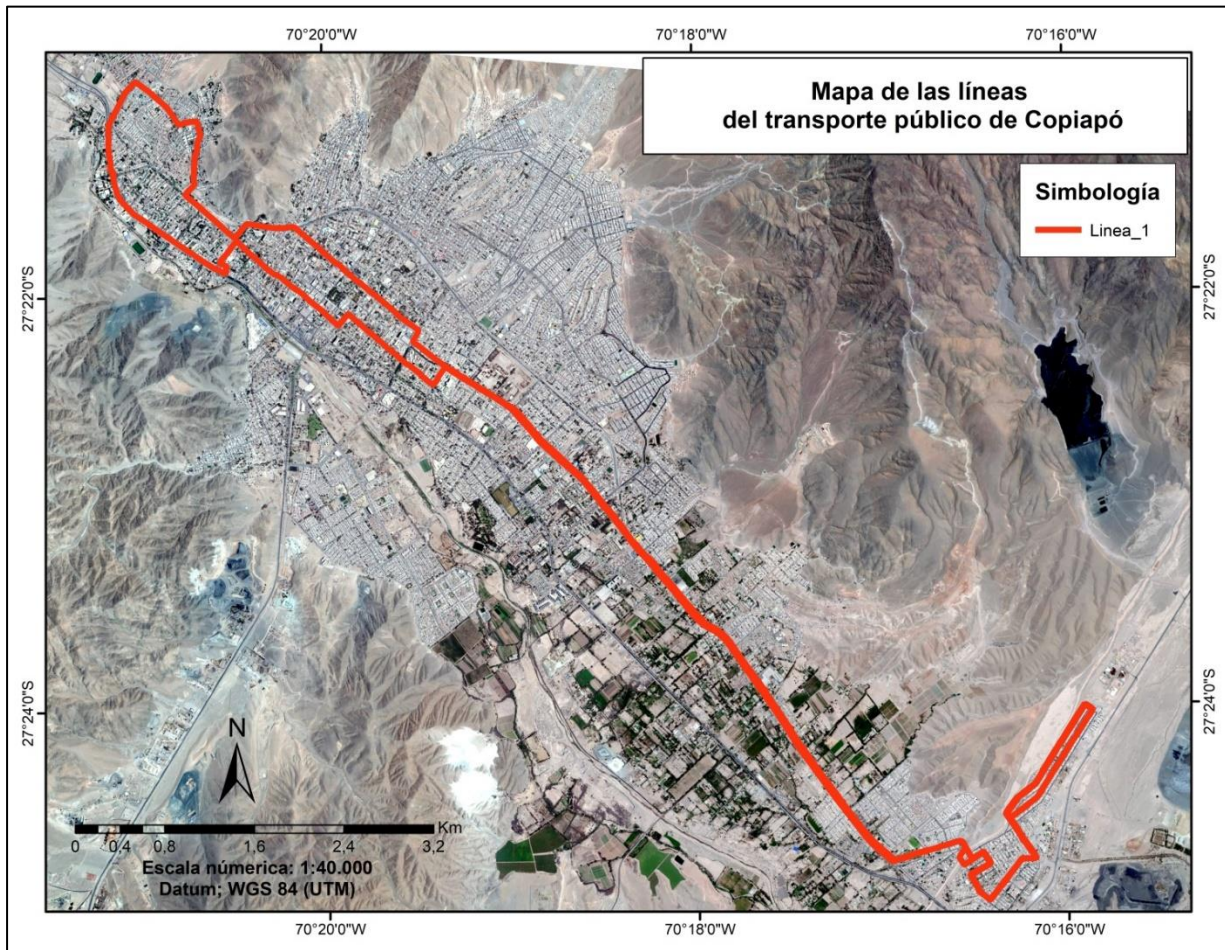 70°20'0"W
70°18'0"W
70°16'0"W
Mapa de las líneas
del transporte público de Copiapó
Simbología
Linea_1
27°22'0"S
27°22'0"S
27°24'0"S
27°24'0"S
N
Km
0 0,4 0,8 1,6 2,4 3,2
Escala númerica: 1:40.000
Datum; WGS 84 (UTM)
70°20'0"W
70°18'0"W
70°16'0"W